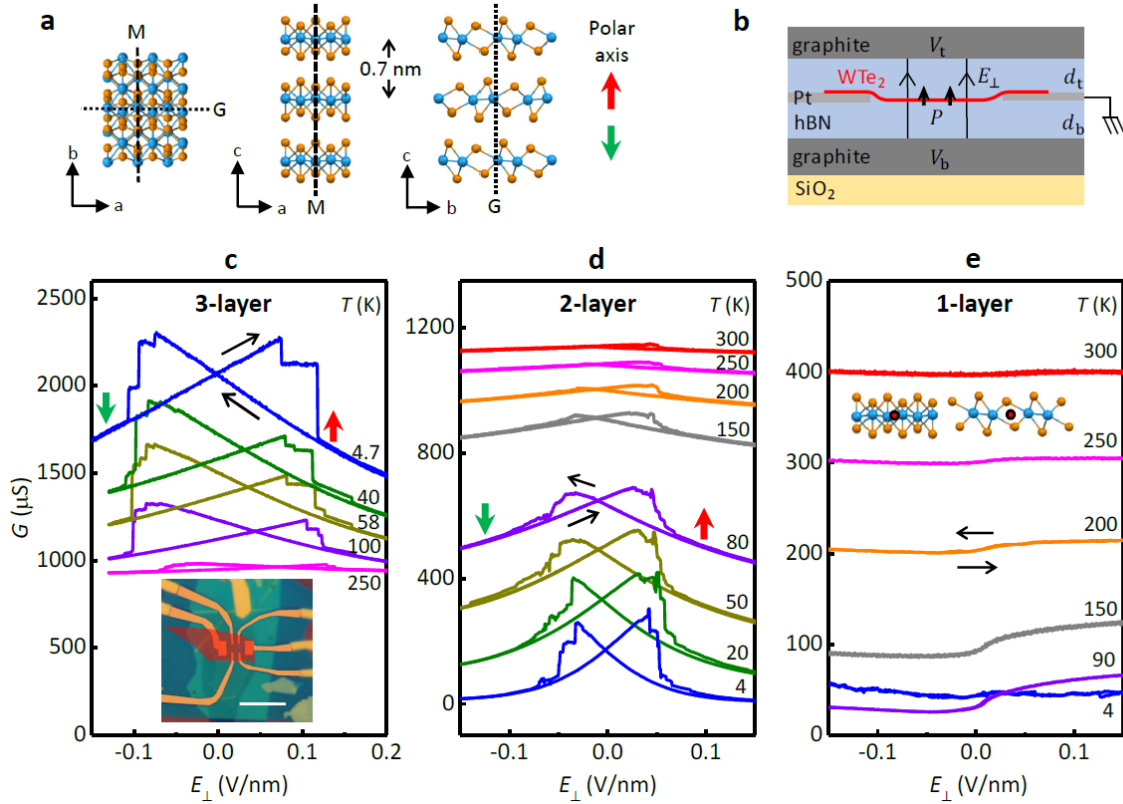 a
M
G
b
a
c
a
M
0.7 nm
c
b
G
Polar
axis
b
graphite
Vt
WTe2
E⊥
dt
Pt
P
hBN
db
graphite
Vb
SiO2
c
3-layer
T (K)
2500
2000
1500
1000
500
0
4.7
40
58
100
250
G (μS)
-0.1
0.0
0.1
0.2
E⊥ (V/nm)
d
2-layer
T (K)
1200
800
400
0
300
250
200
150
80
50
20
4
-0.1
0.0
0.1
E⊥ (V/nm)
e
1-layer
T (K)
500
400
300
200
100
0
300
250
200
150
90
4
-0.1
0.0
0.1
E⊥ (V/nm)